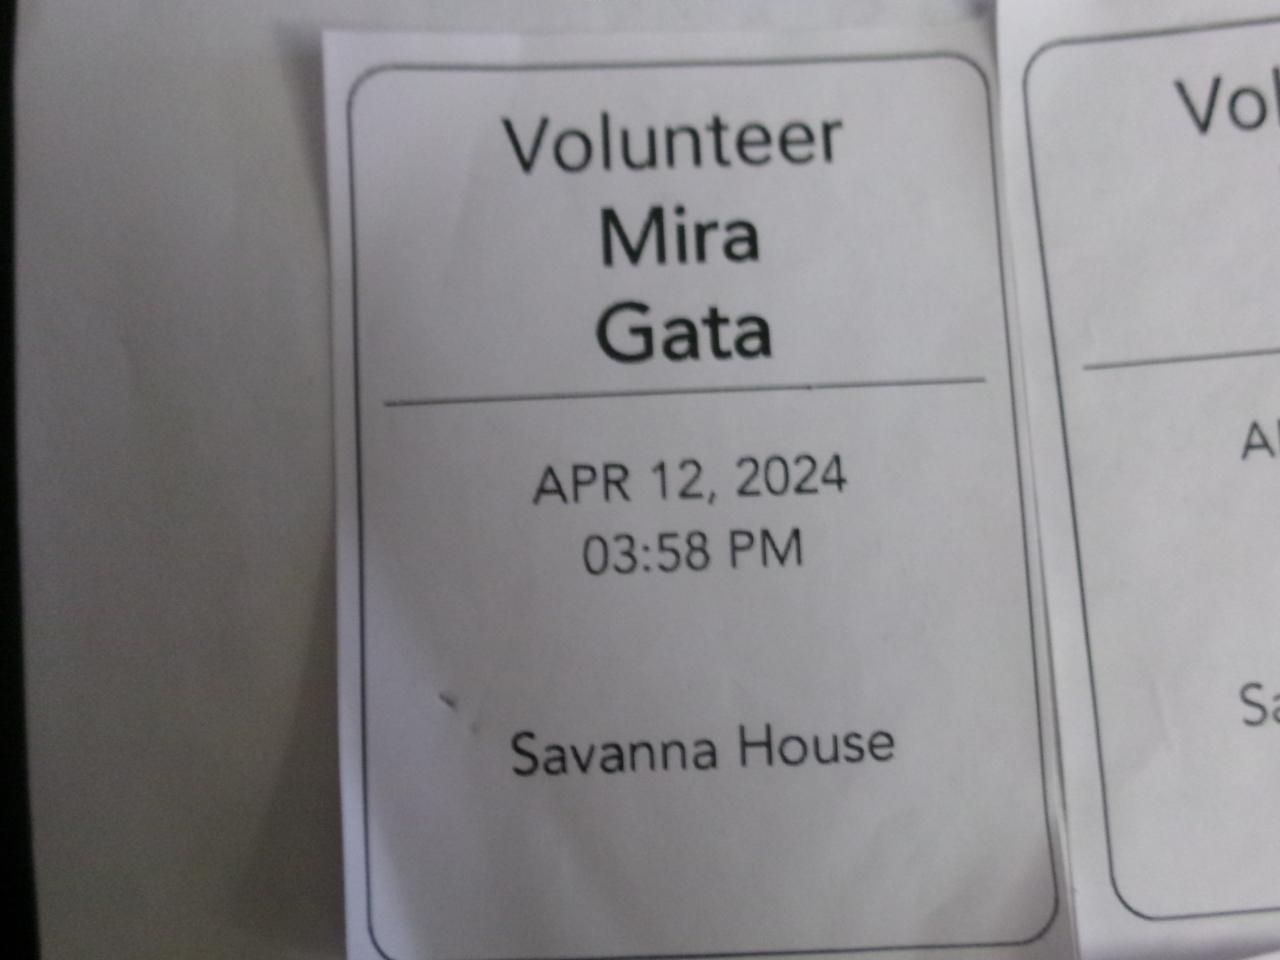 Volunteer
Mira
Gata
APR 12, 2024
03:58 PM
Savanna House